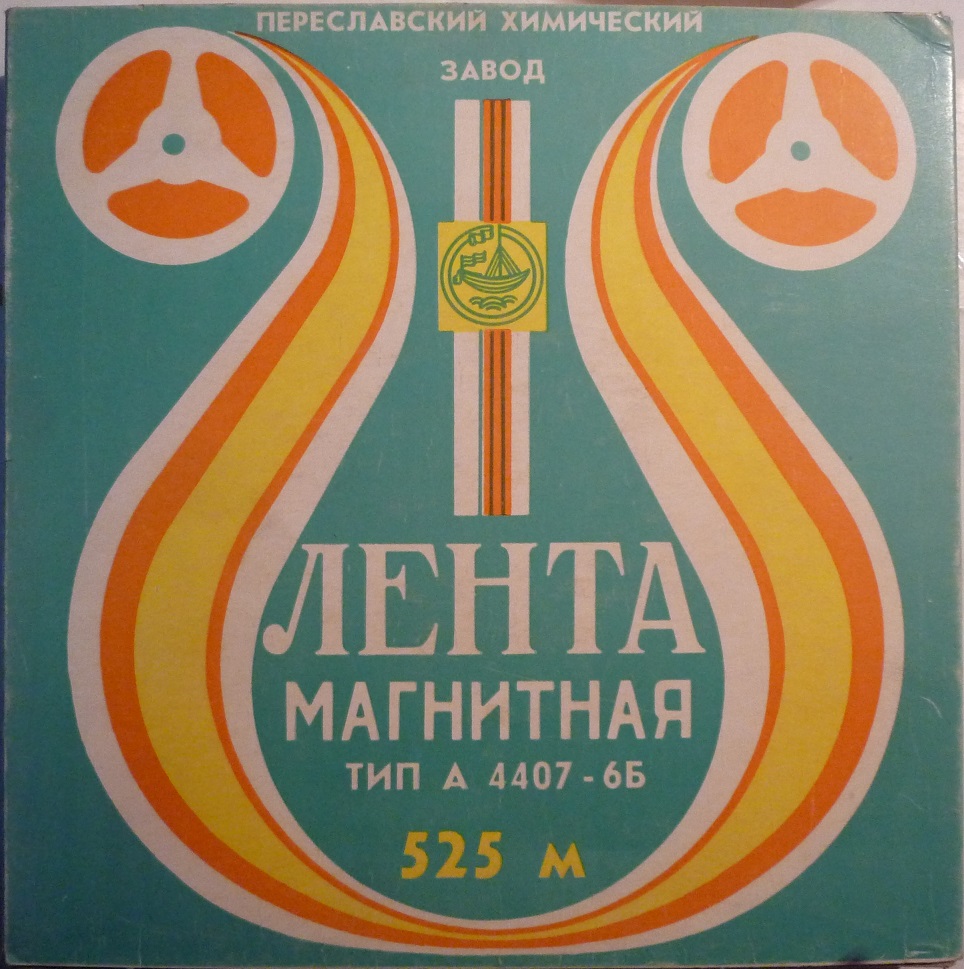 ПЕРЕСЛАВСКИЙ ХИМИЧЕСКИЙ
ЗАВОД
ЛЕНТА
МАГНИТНАЯ
ТИП А 4407-6Б
525 м